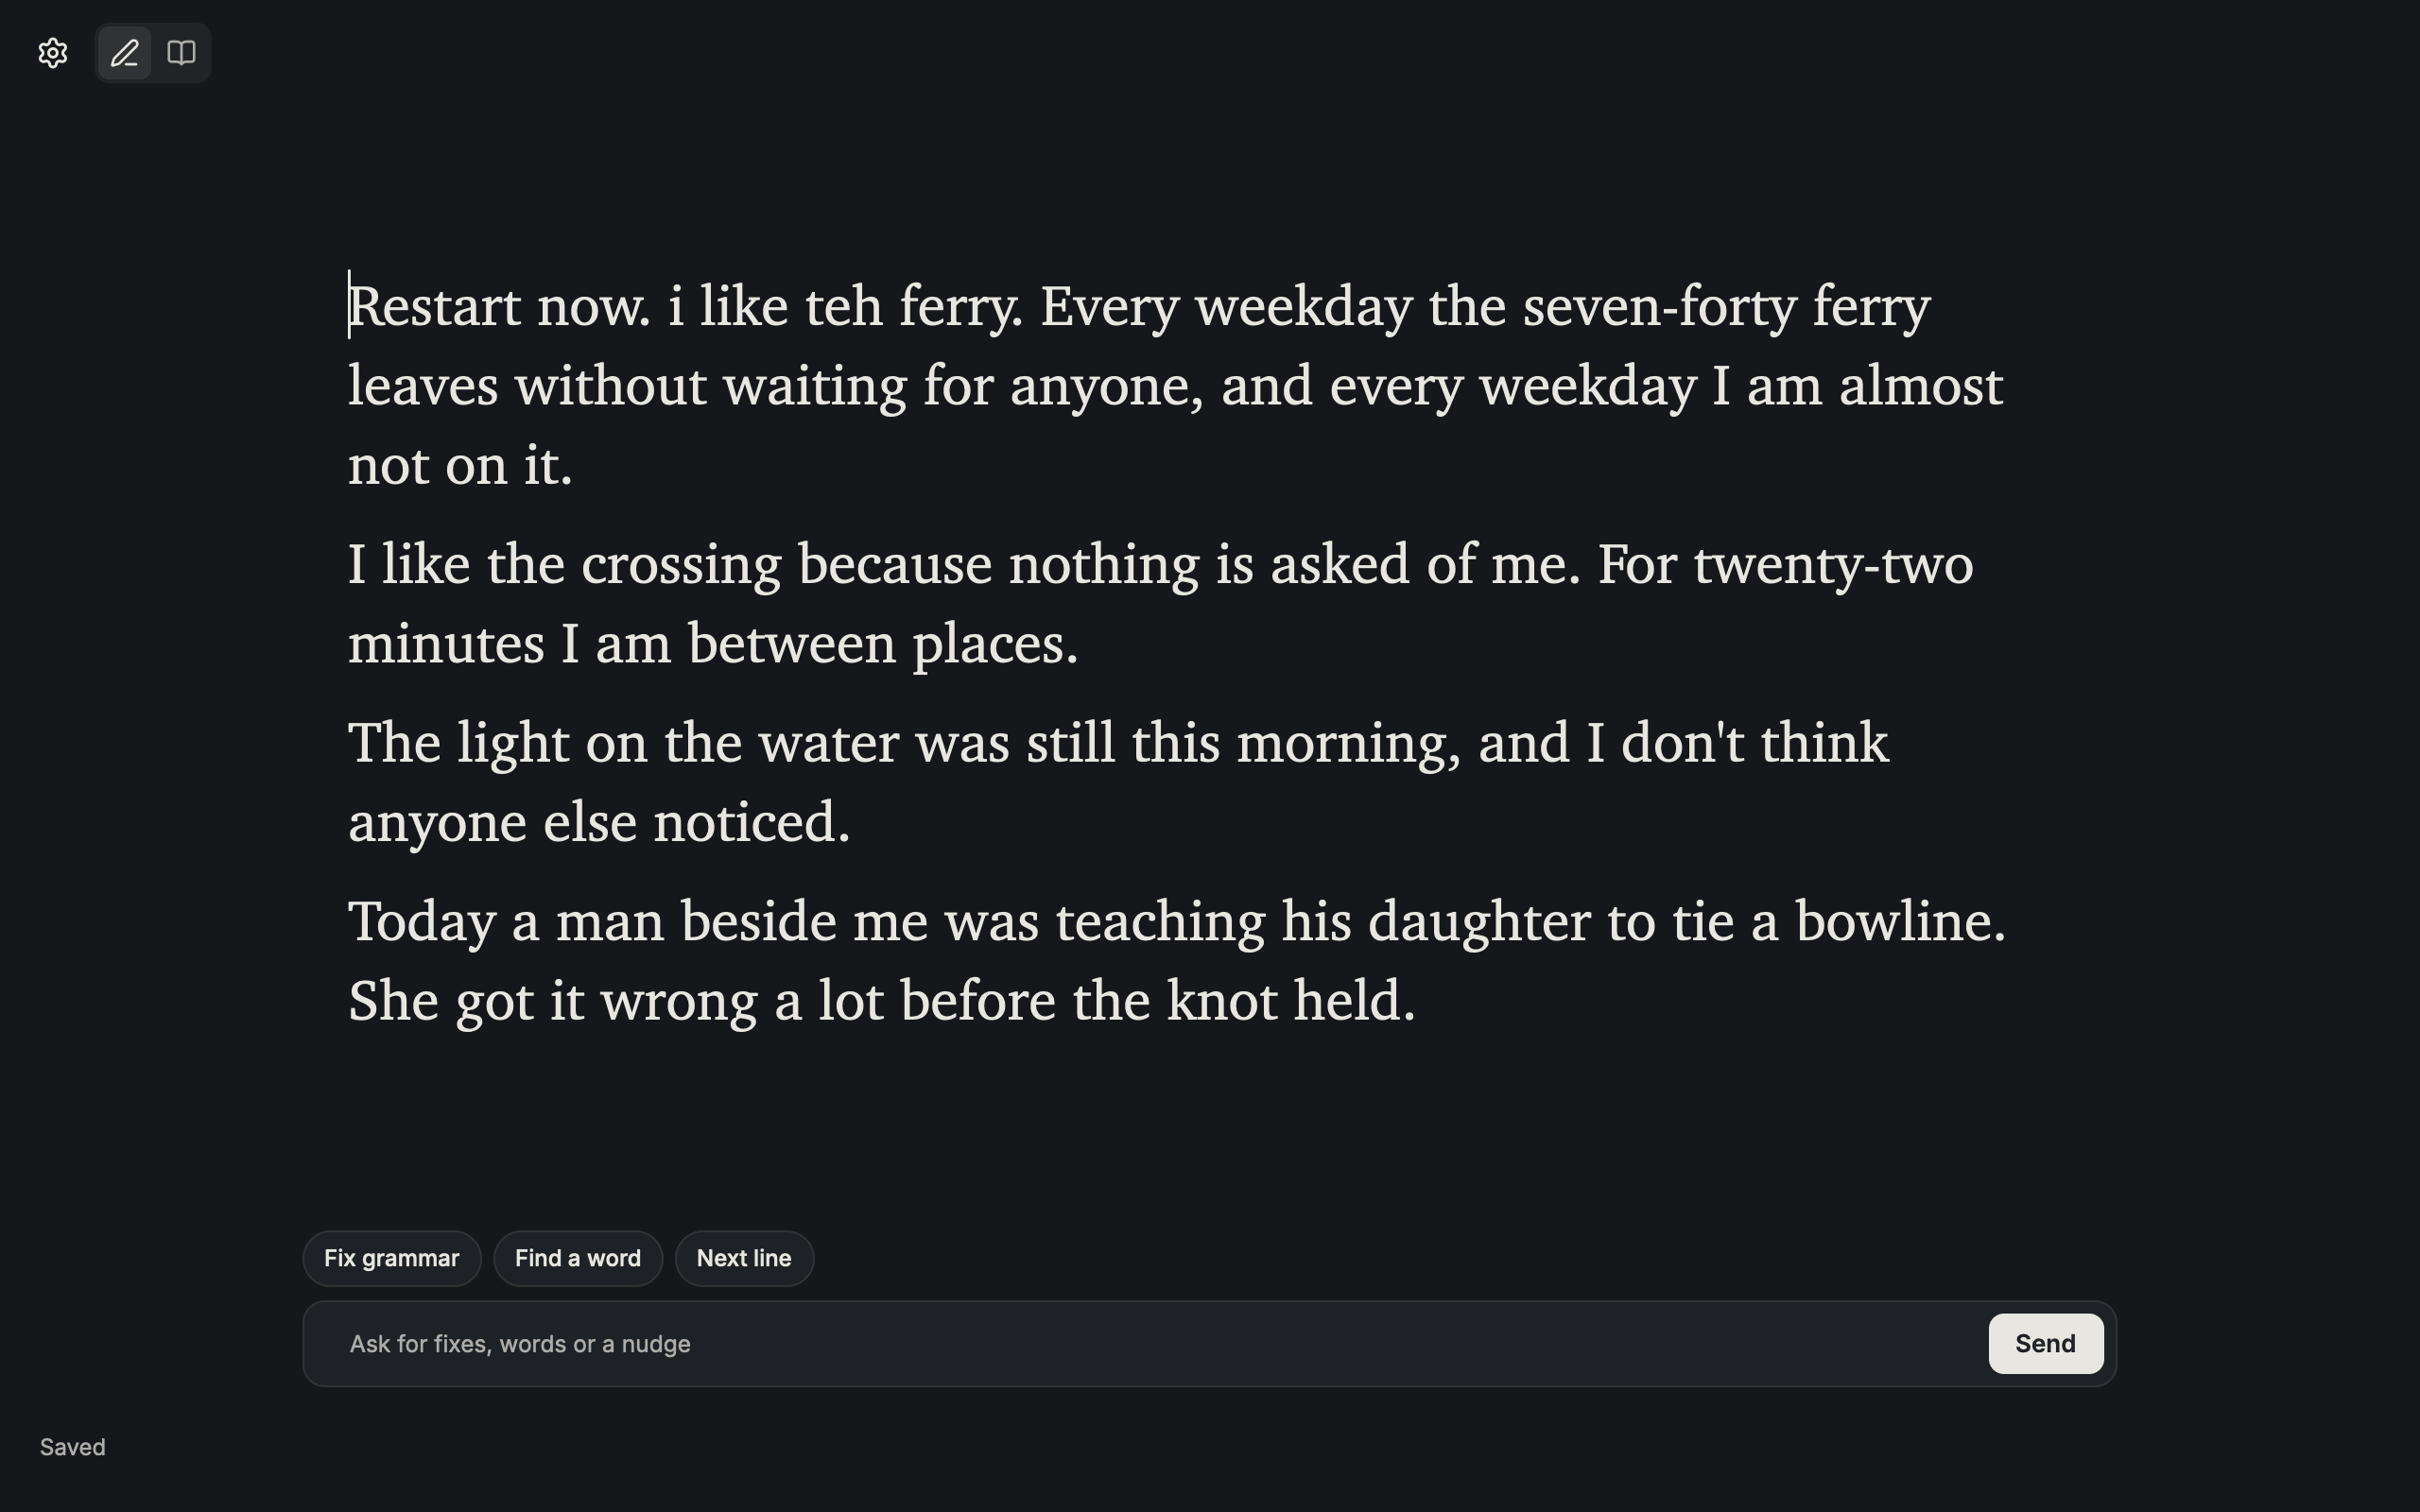 Restart now. i like teh ferry. Every weekday the seven-forty ferry
leaves without waiting for anyone, and every weekday I am almost
not on it.
I like the crossing because nothing is asked of me. For twenty-two
minutes I am between places.
The light on the water was still this morning, and I don't think
anyone else noticed.
Today a man beside me was teaching his daughter to tie a bowline.
She got it wrong a lot before the knot held.
Fix grammar Find a word Next line
Ask for fixes, words or a nudge Send
Saved